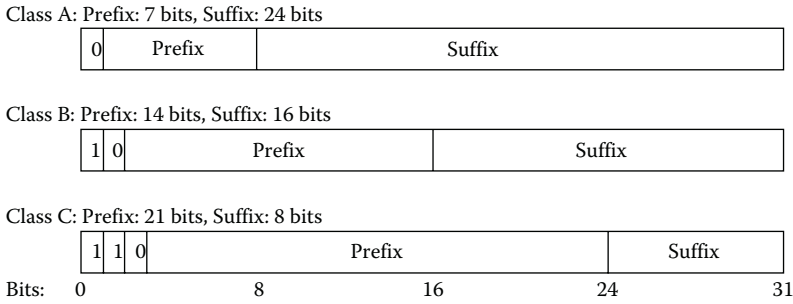 Class A: Prefix: 7 bits, Suffix: 24 bits
0 Prefix Suffix
Class B: Prefix: 14 bits, Suffix: 16 bits
1 0 Prefix Suffix
Class C: Prefix: 21 bits, Suffix: 8 bits
1 1 0 Prefix Suffix
Bits: 0 8 16 24 31